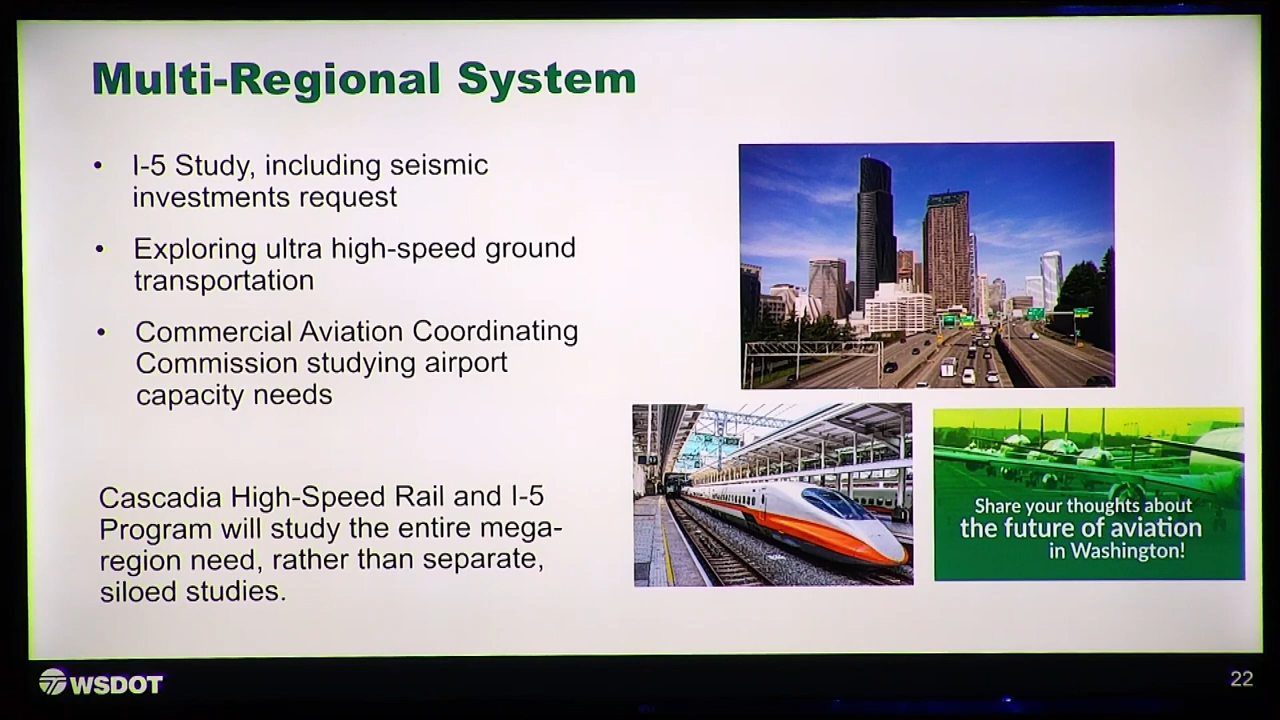 Multi-Regional System
• I-5 Study, including seismic
investments request
• Exploring ultra high-speed ground
transportation
• Commercial Aviation Coordinating
Commission studying airport
capacity needs
Cascadia High-Speed Rail and I-5
Program will study the entire mega-
region need, rather than separate,
siloed studies.
Share your thoughts about
the future of aviation
in Washington!
WSDOT
22